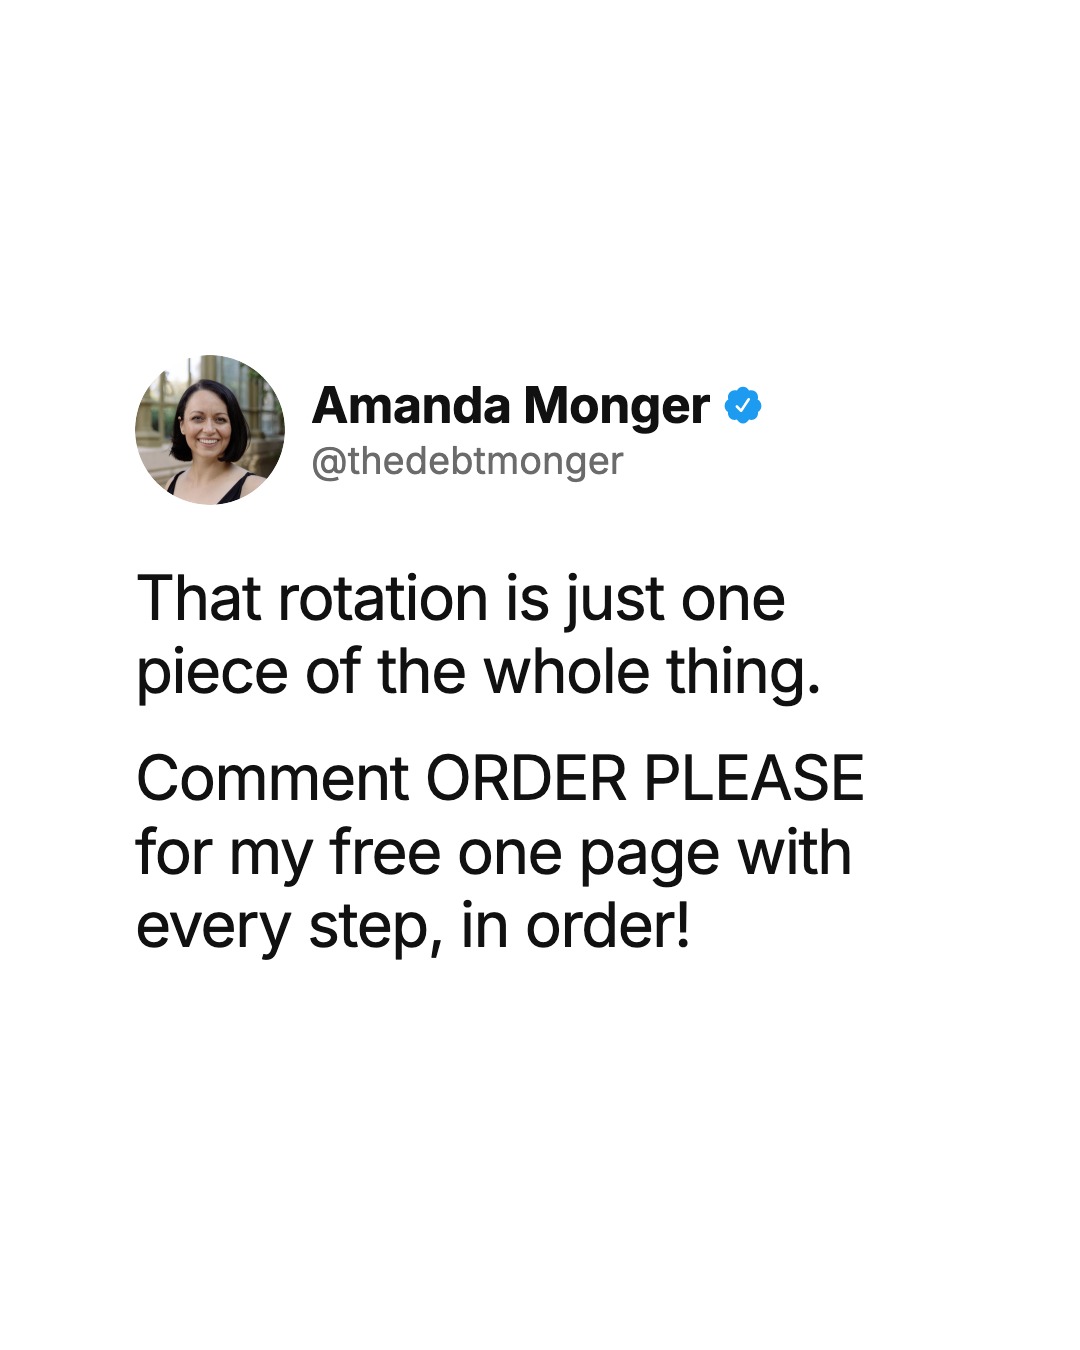 Amanda Monger
@thedebtmonger
That rotation is just one
piece of the whole thing.
Comment ORDER PLEASE
for my free one page with
every step, in order!